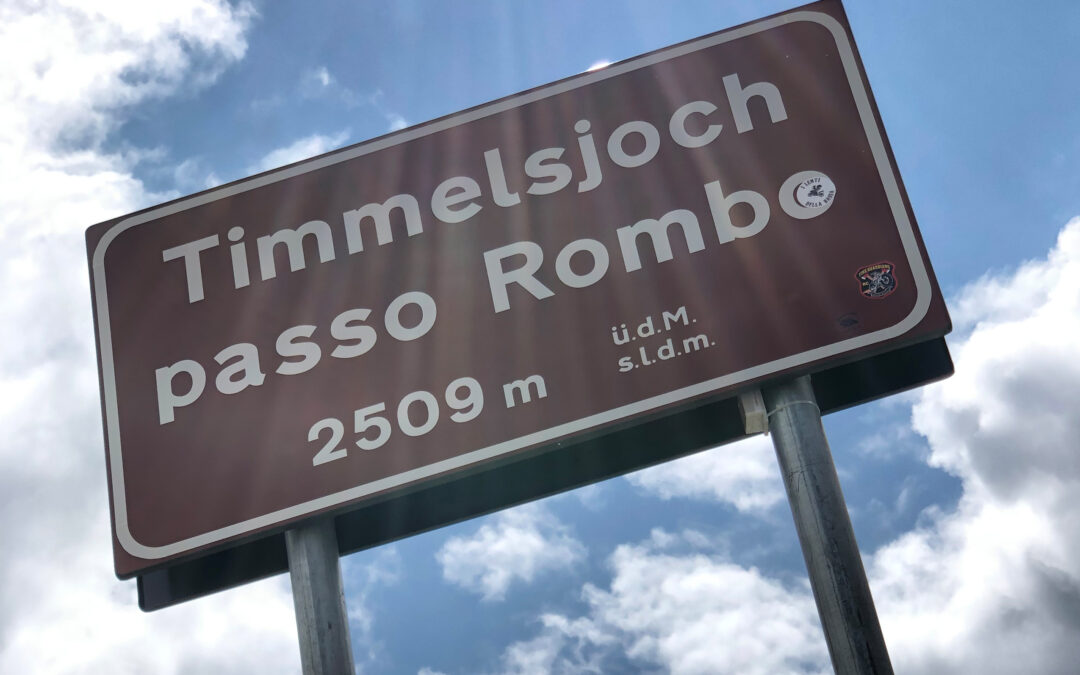 Timmelsjoch
passo Rombo
2509 m
ü.d.M.
s.l.d.m.